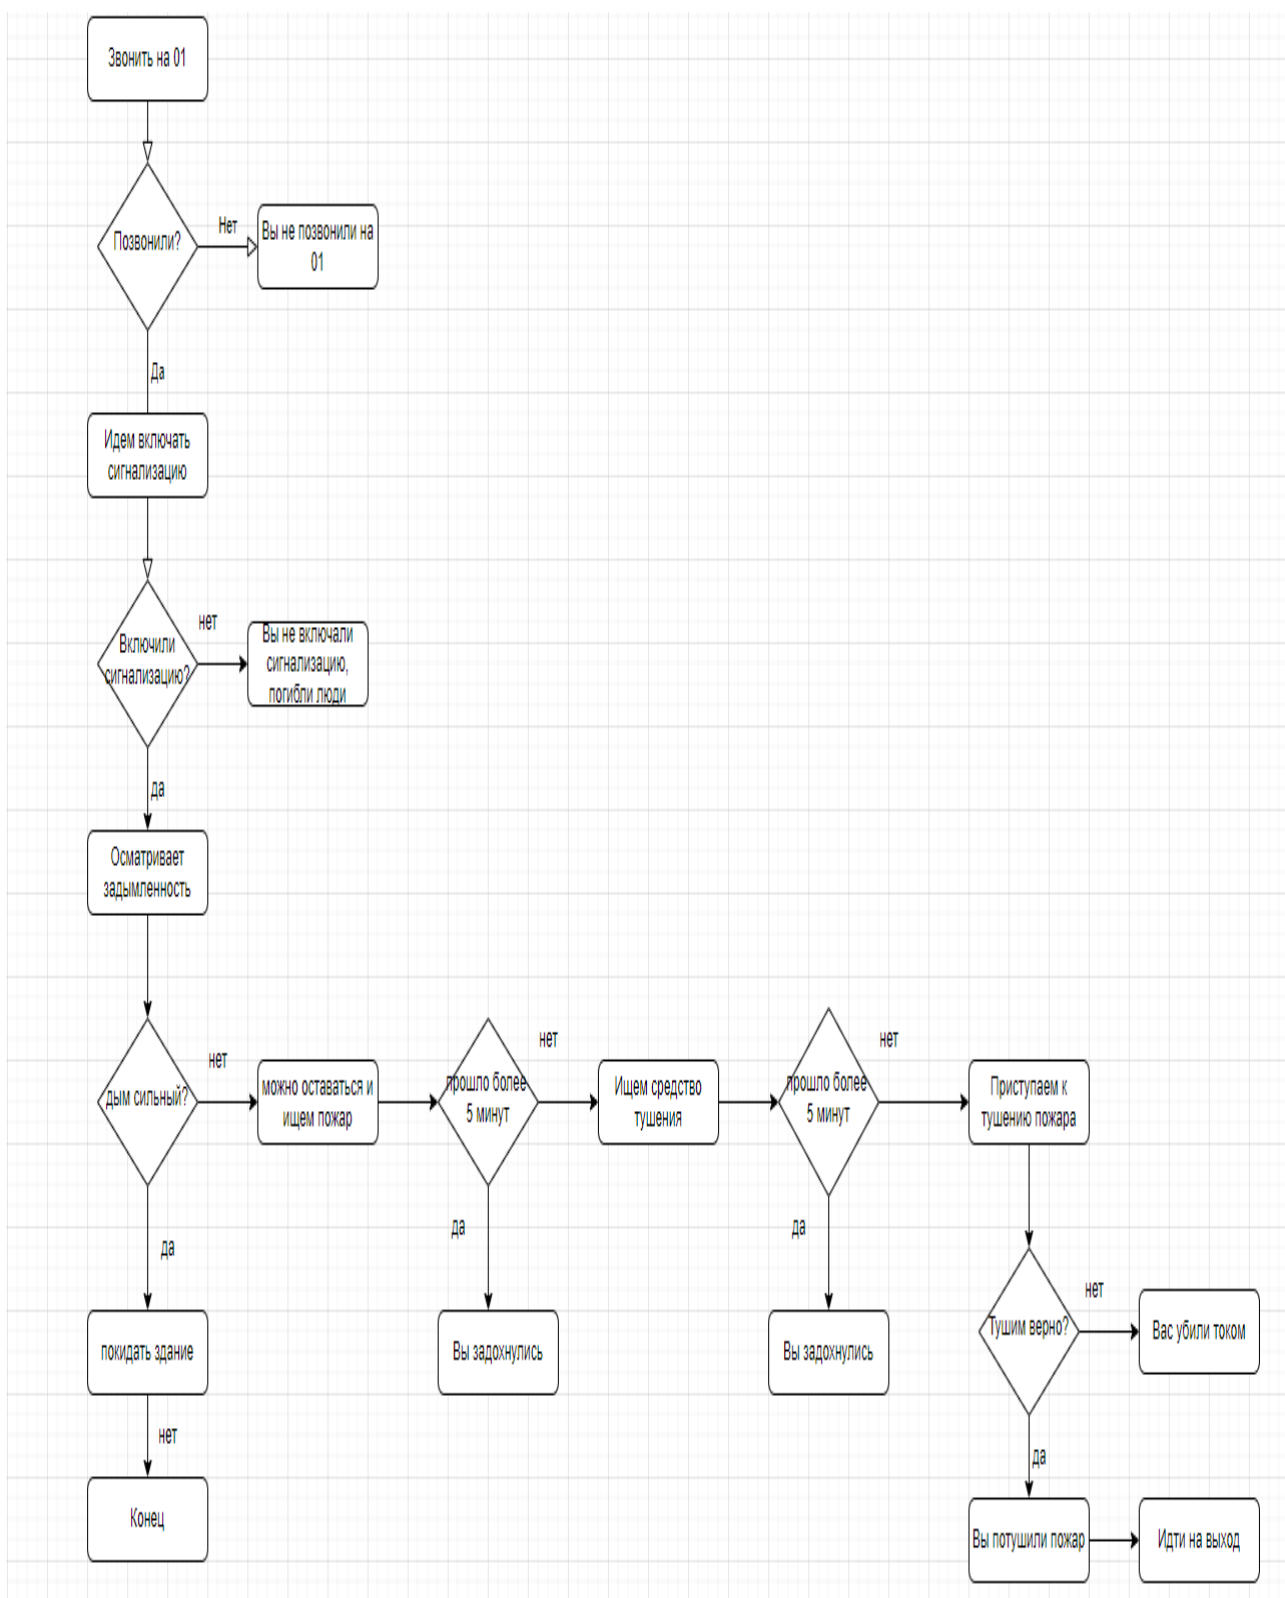 Звонить на 01
Позвонили?
Нет
Вы не позвонили на
01
Да
Идем включать
сигнализацию
Включили
сигнализацию?
нет
Вы не включали
сигнализацию,
погибли люди
да
Осматривает
задымленность
дым сильный?
нет
можно оставаться и
ищем пожар
прошло более
5 минут
нет
Ищем средство
тушения
прошло более
5 минут
нет
Приступаем к
тушению пожара
да
да
да
покидать здание
Вы задохнулись
Вы задохнулись
Тушим верно?
нет
Вас убили током
нет
да
Конец
Вы потушили пожар
Идти на выход